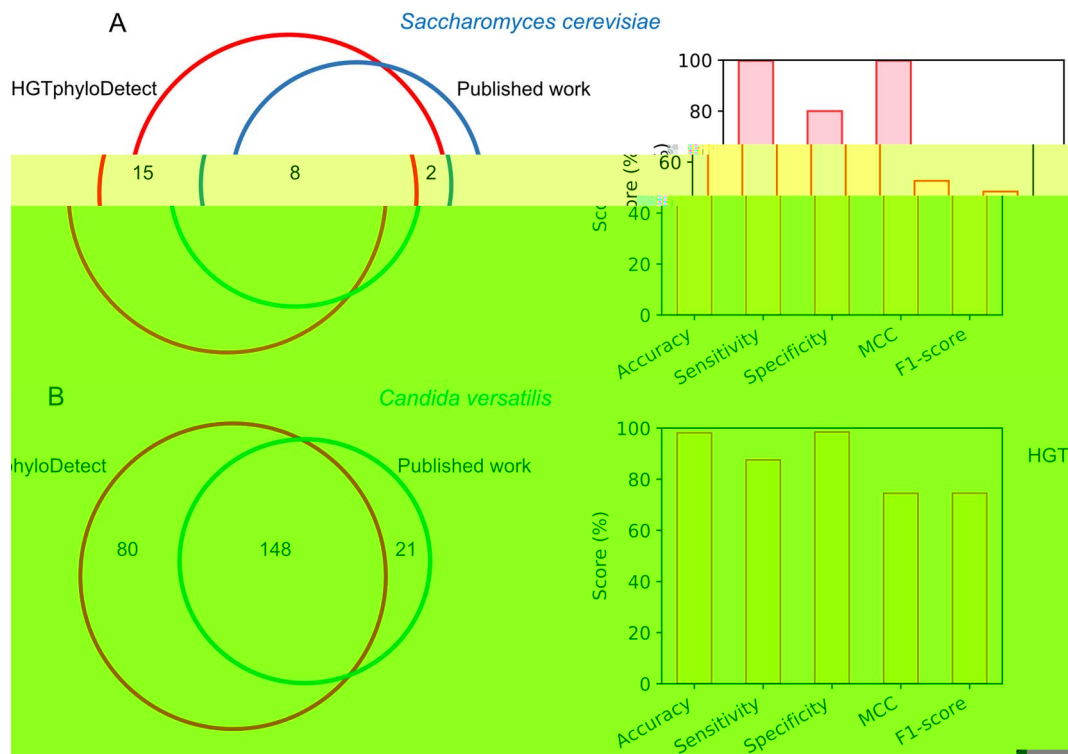 A
Saccharomyces cerevisiae
HGTphyloDetect
Published work
15
8
2
100
80
60
40
20
0
Accuracy
Sensitivity
Specificity
MCC
F1-score
B
Candida versatilis
hyloDetect
Published work
HGT
80
148
21
Score (%)
100
80
60
40
20
0
Accuracy
Sensitivity
Specificity
MCC
F1-score